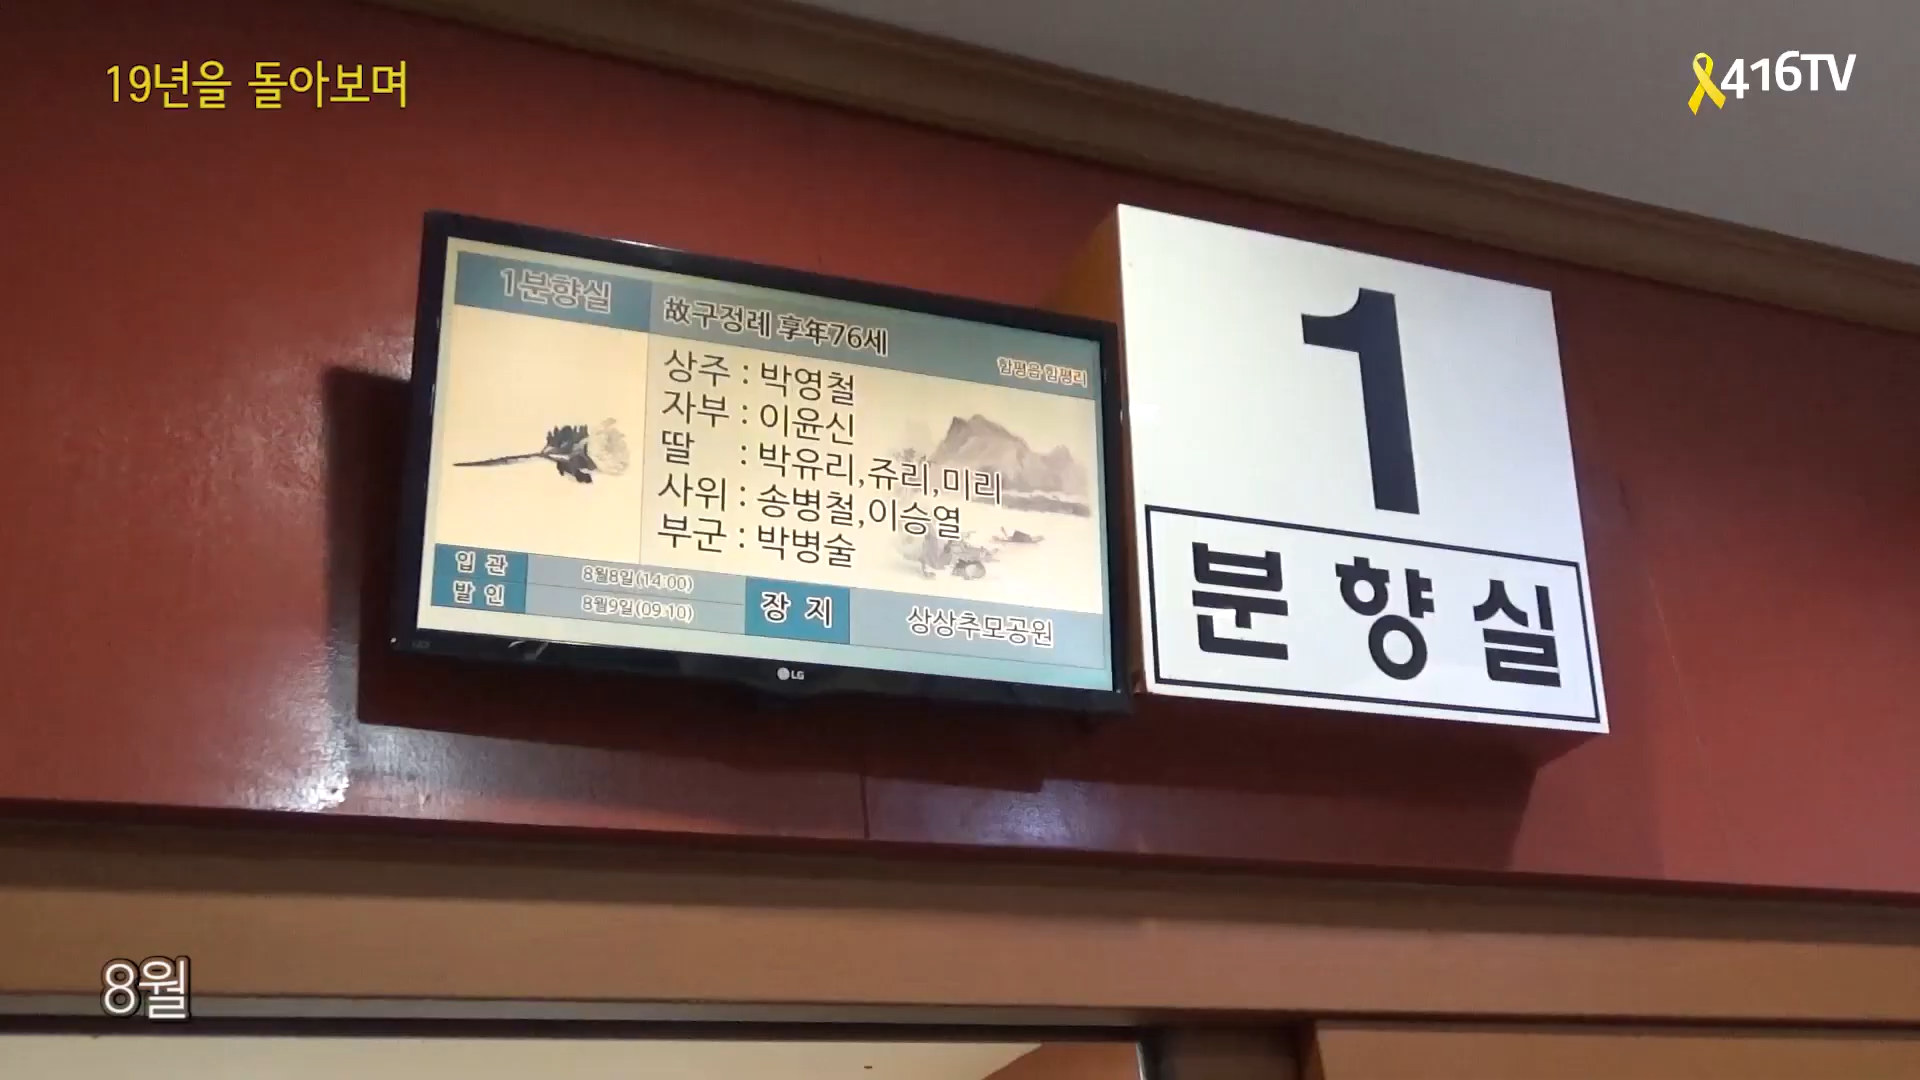 19년을 돌아보며
416TV
1분향실
故구정례 享年76세
함평읍 함평리
상주 : 박영철
자부 : 이윤신
딸 : 박유리,쥬리,미리
사위 : 송병철,이승열
부군 : 박병술
입 관 8월8일(14:00)
발 인 8월9일(09:10)
장 지 상상추모공원
LG
1
분향실
8월